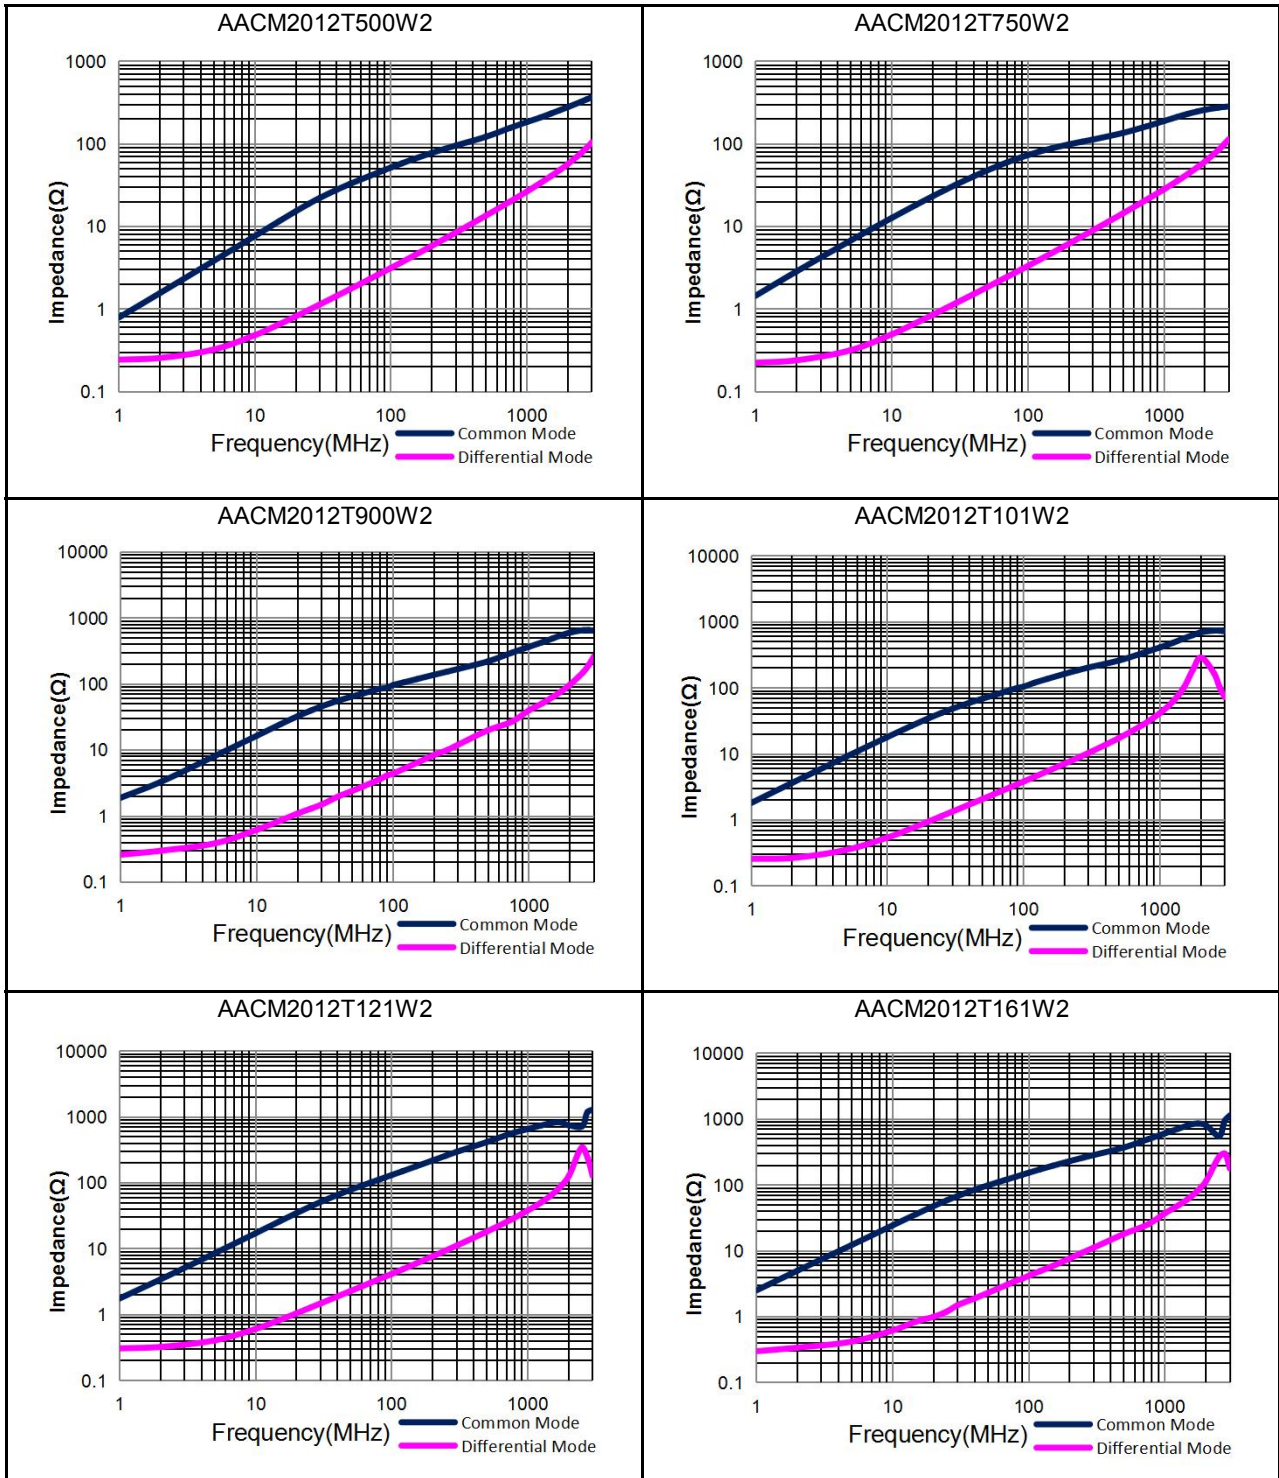 AACM2012T500W2
1000
100
10
1
0.1
Impedance(Ω)
1 10 100 1000
Frequency(MHz)
Common Mode
Differential Mode
AACM2012T750W2
1000
100
10
1
0.1
Impedance(Ω)
1 10 100 1000
Frequency(MHz)
Common Mode
Differential Mode
AACM2012T900W2
10000
1000
100
10
1
0.1
Impedance(Ω)
1 10 100 1000
Frequency(MHz)
Common Mode
Differential Mode
AACM2012T101W2
10000
1000
100
10
1
0.1
Impedance(Ω)
1 10 100 1000
Frequency(MHz)
Common Mode
Differential Mode
AACM2012T121W2
10000
1000
100
10
1
0.1
Impedance(Ω)
1 10 100 1000
Frequency(MHz)
Common Mode
Differential Mode
AACM2012T161W2
10000
1000
100
10
1
0.1
Impedance(Ω)
1 10 100 1000
Frequency(MHz)
Common Mode
Differential Mode